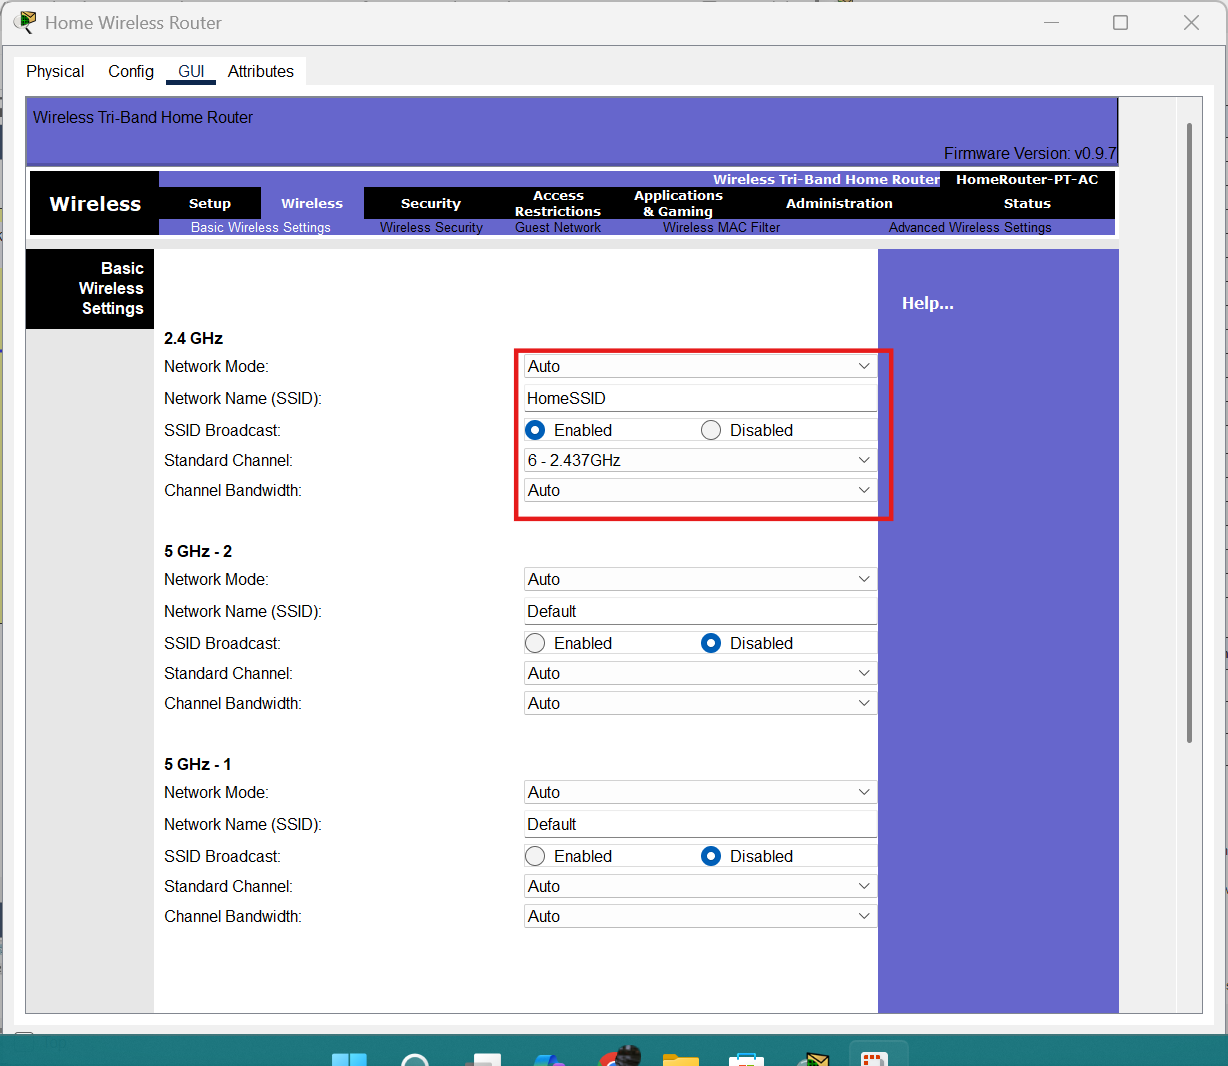 Home Wireless Router
Physical Config GUI Attributes
Wireless Tri-Band Home Router
Firmware Version: v0.9.7
Wireless Tri-Band Home Router HomeRouter-PT-AC
Wireless
Setup Wireless Security Access Restrictions Applications & Gaming Administration Status
Basic Wireless Settings Wireless Security Guest Network Wireless MAC Filter Advanced Wireless Settings
Basic
Wireless
Settings
Help...
2.4 GHz
Network Mode: Auto
Network Name (SSID): HomeSSID
SSID Broadcast: Enabled Disabled
Standard Channel: 6 - 2.437GHz
Channel Bandwidth: Auto
5 GHz - 2
Network Mode: Auto
Network Name (SSID): Default
SSID Broadcast: Enabled Disabled
Standard Channel: Auto
Channel Bandwidth: Auto
5 GHz - 1
Network Mode: Auto
Network Name (SSID): Default
SSID Broadcast: Enabled Disabled
Standard Channel: Auto
Channel Bandwidth: Auto